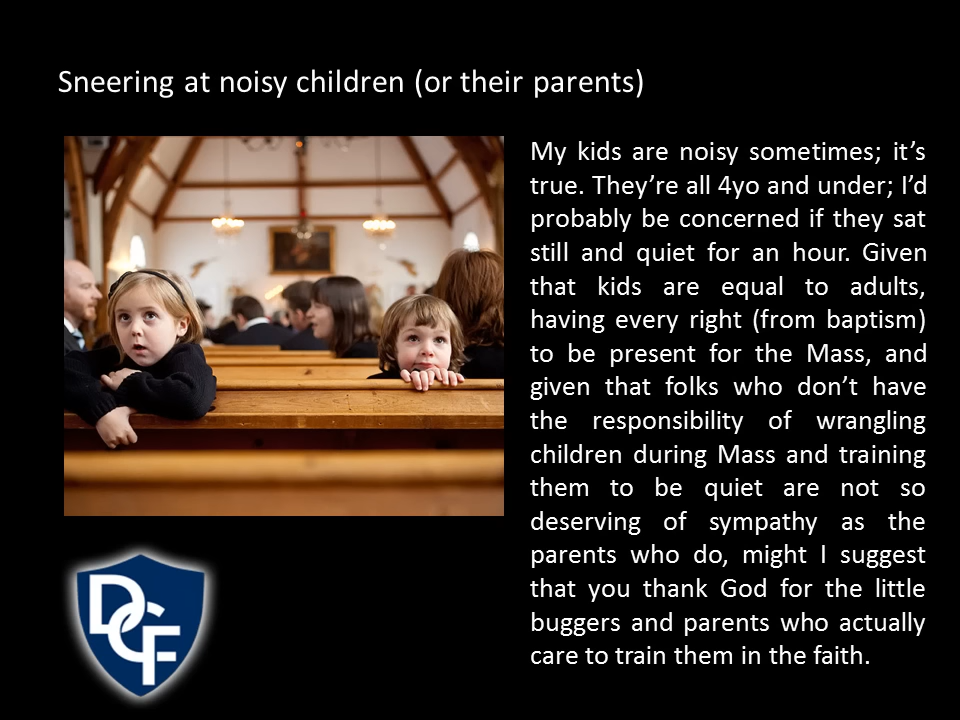 Sneering at noisy children (or their parents)
My kids are noisy sometimes; it’s
true. They’re all 4yo and under; I’d
probably be concerned if they sat
still and quiet for an hour. Given
that kids are equal to adults,
having every right (from baptism)
to be present for the Mass, and
given that folks who don’t have
the responsibility of wrangling
children during Mass and training
them to be quiet are not so
deserving of sympathy as the
parents who do, might I suggest
that you thank God for the little
buggers and parents who actually
care to train them in the faith.
DCF